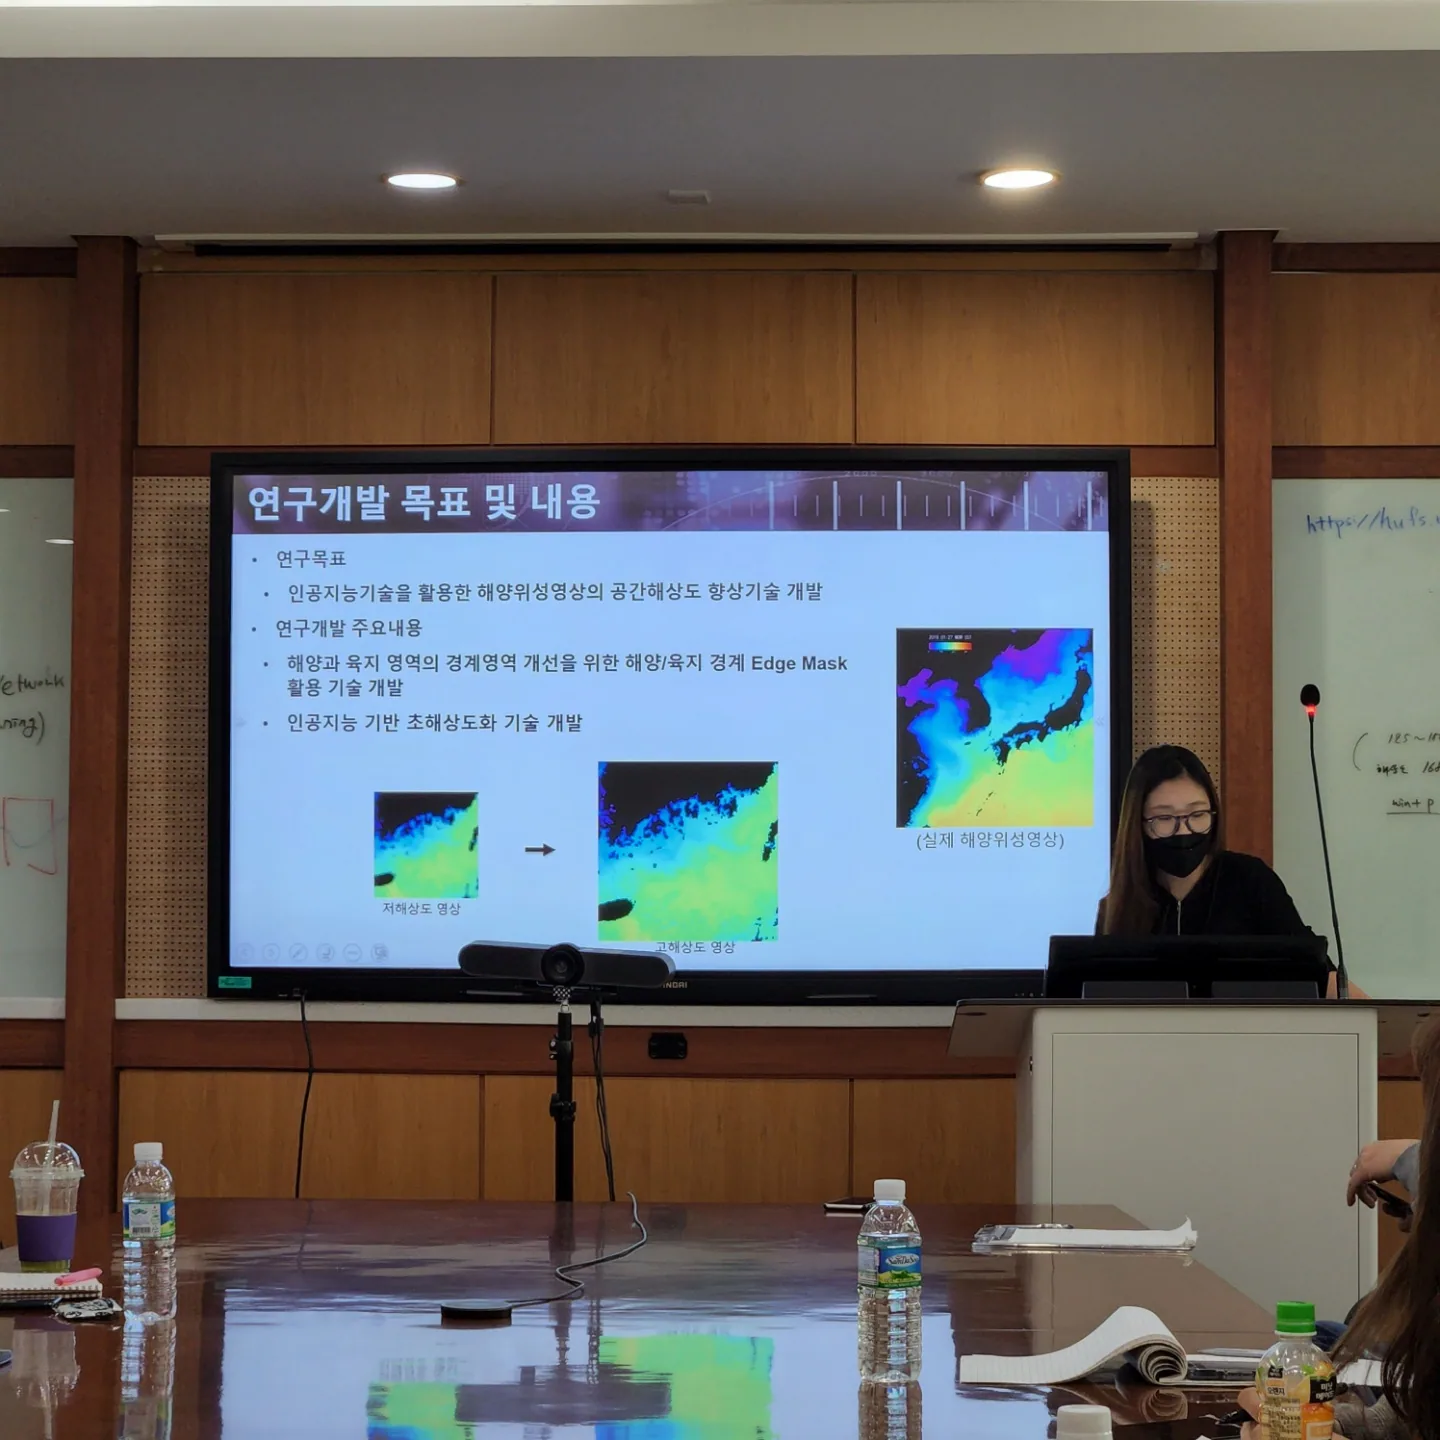 연구개발 목표 및 내용
• 연구목표
• 인공지능기술을 활용한 해양위성영상의 공간해상도 향상기술 개발
• 연구개발 주요내용
• 해양과 육지 영역의 경계영역 개선을 위한 해양/육지 경계 Edge Mask
활용 기술 개발
• 인공지능 기반 초해상도화 기술 개발
(실제 해양위성영상)
저해상도 영상
고해상도 영상
https://hufs.
win + P